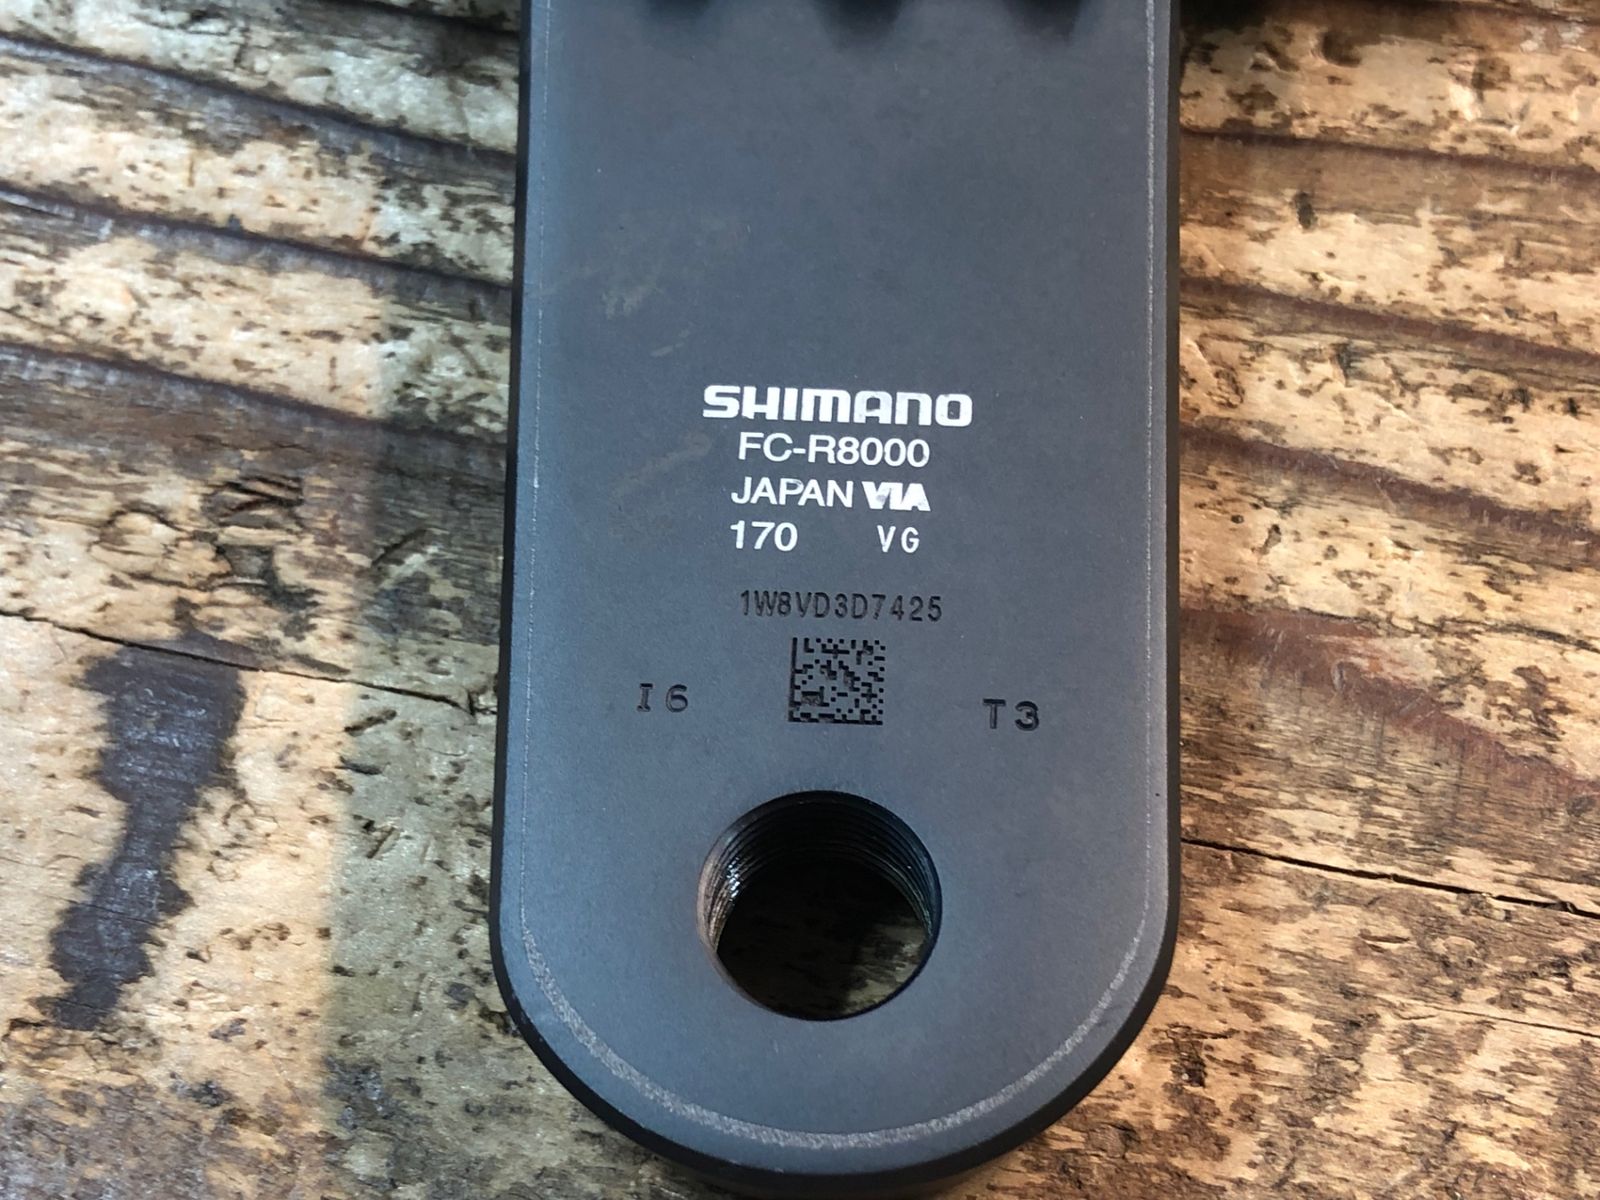 SHIMANO
FC-R8000
JAPAN VIA
170 VG
1W8VD3D7425
I6 T3